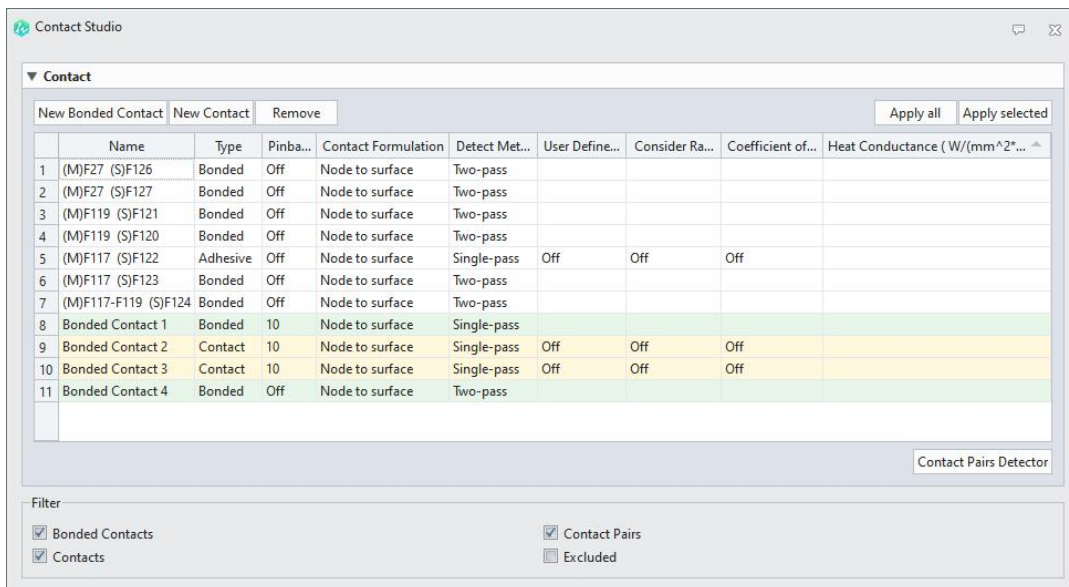 Contact Studio
Contact
New Bonded Contact New Contact Remove Apply all Apply selected
Name Type Pinba... Contact Formulation Detect Met... User Define... Consider Ra... Coefficient of... Heat Conductance ( W/(mm^2*...
1 (M)F27 (S)F126 Bonded Off Node to surface Two-pass
2 (M)F27 (S)F127 Bonded Off Node to surface Two-pass
3 (M)F119 (S)F121 Bonded Off Node to surface Two-pass
4 (M)F119 (S)F120 Bonded Off Node to surface Two-pass
5 (M)F117 (S)F122 Adhesive Off Node to surface Single-pass Off Off Off
6 (M)F117 (S)F123 Bonded Off Node to surface Two-pass
7 (M)F117-F119 (S)F124 Bonded Off Node to surface Two-pass
8 Bonded Contact 1 Bonded 10 Node to surface Single-pass
9 Bonded Contact 2 Contact 10 Node to surface Single-pass Off Off Off
10 Bonded Contact 3 Contact 10 Node to surface Single-pass Off Off Off
11 Bonded Contact 4 Bonded Off Node to surface Two-pass
Contact Pairs Detector
Filter
Bonded Contacts Contact Pairs
Contacts Excluded